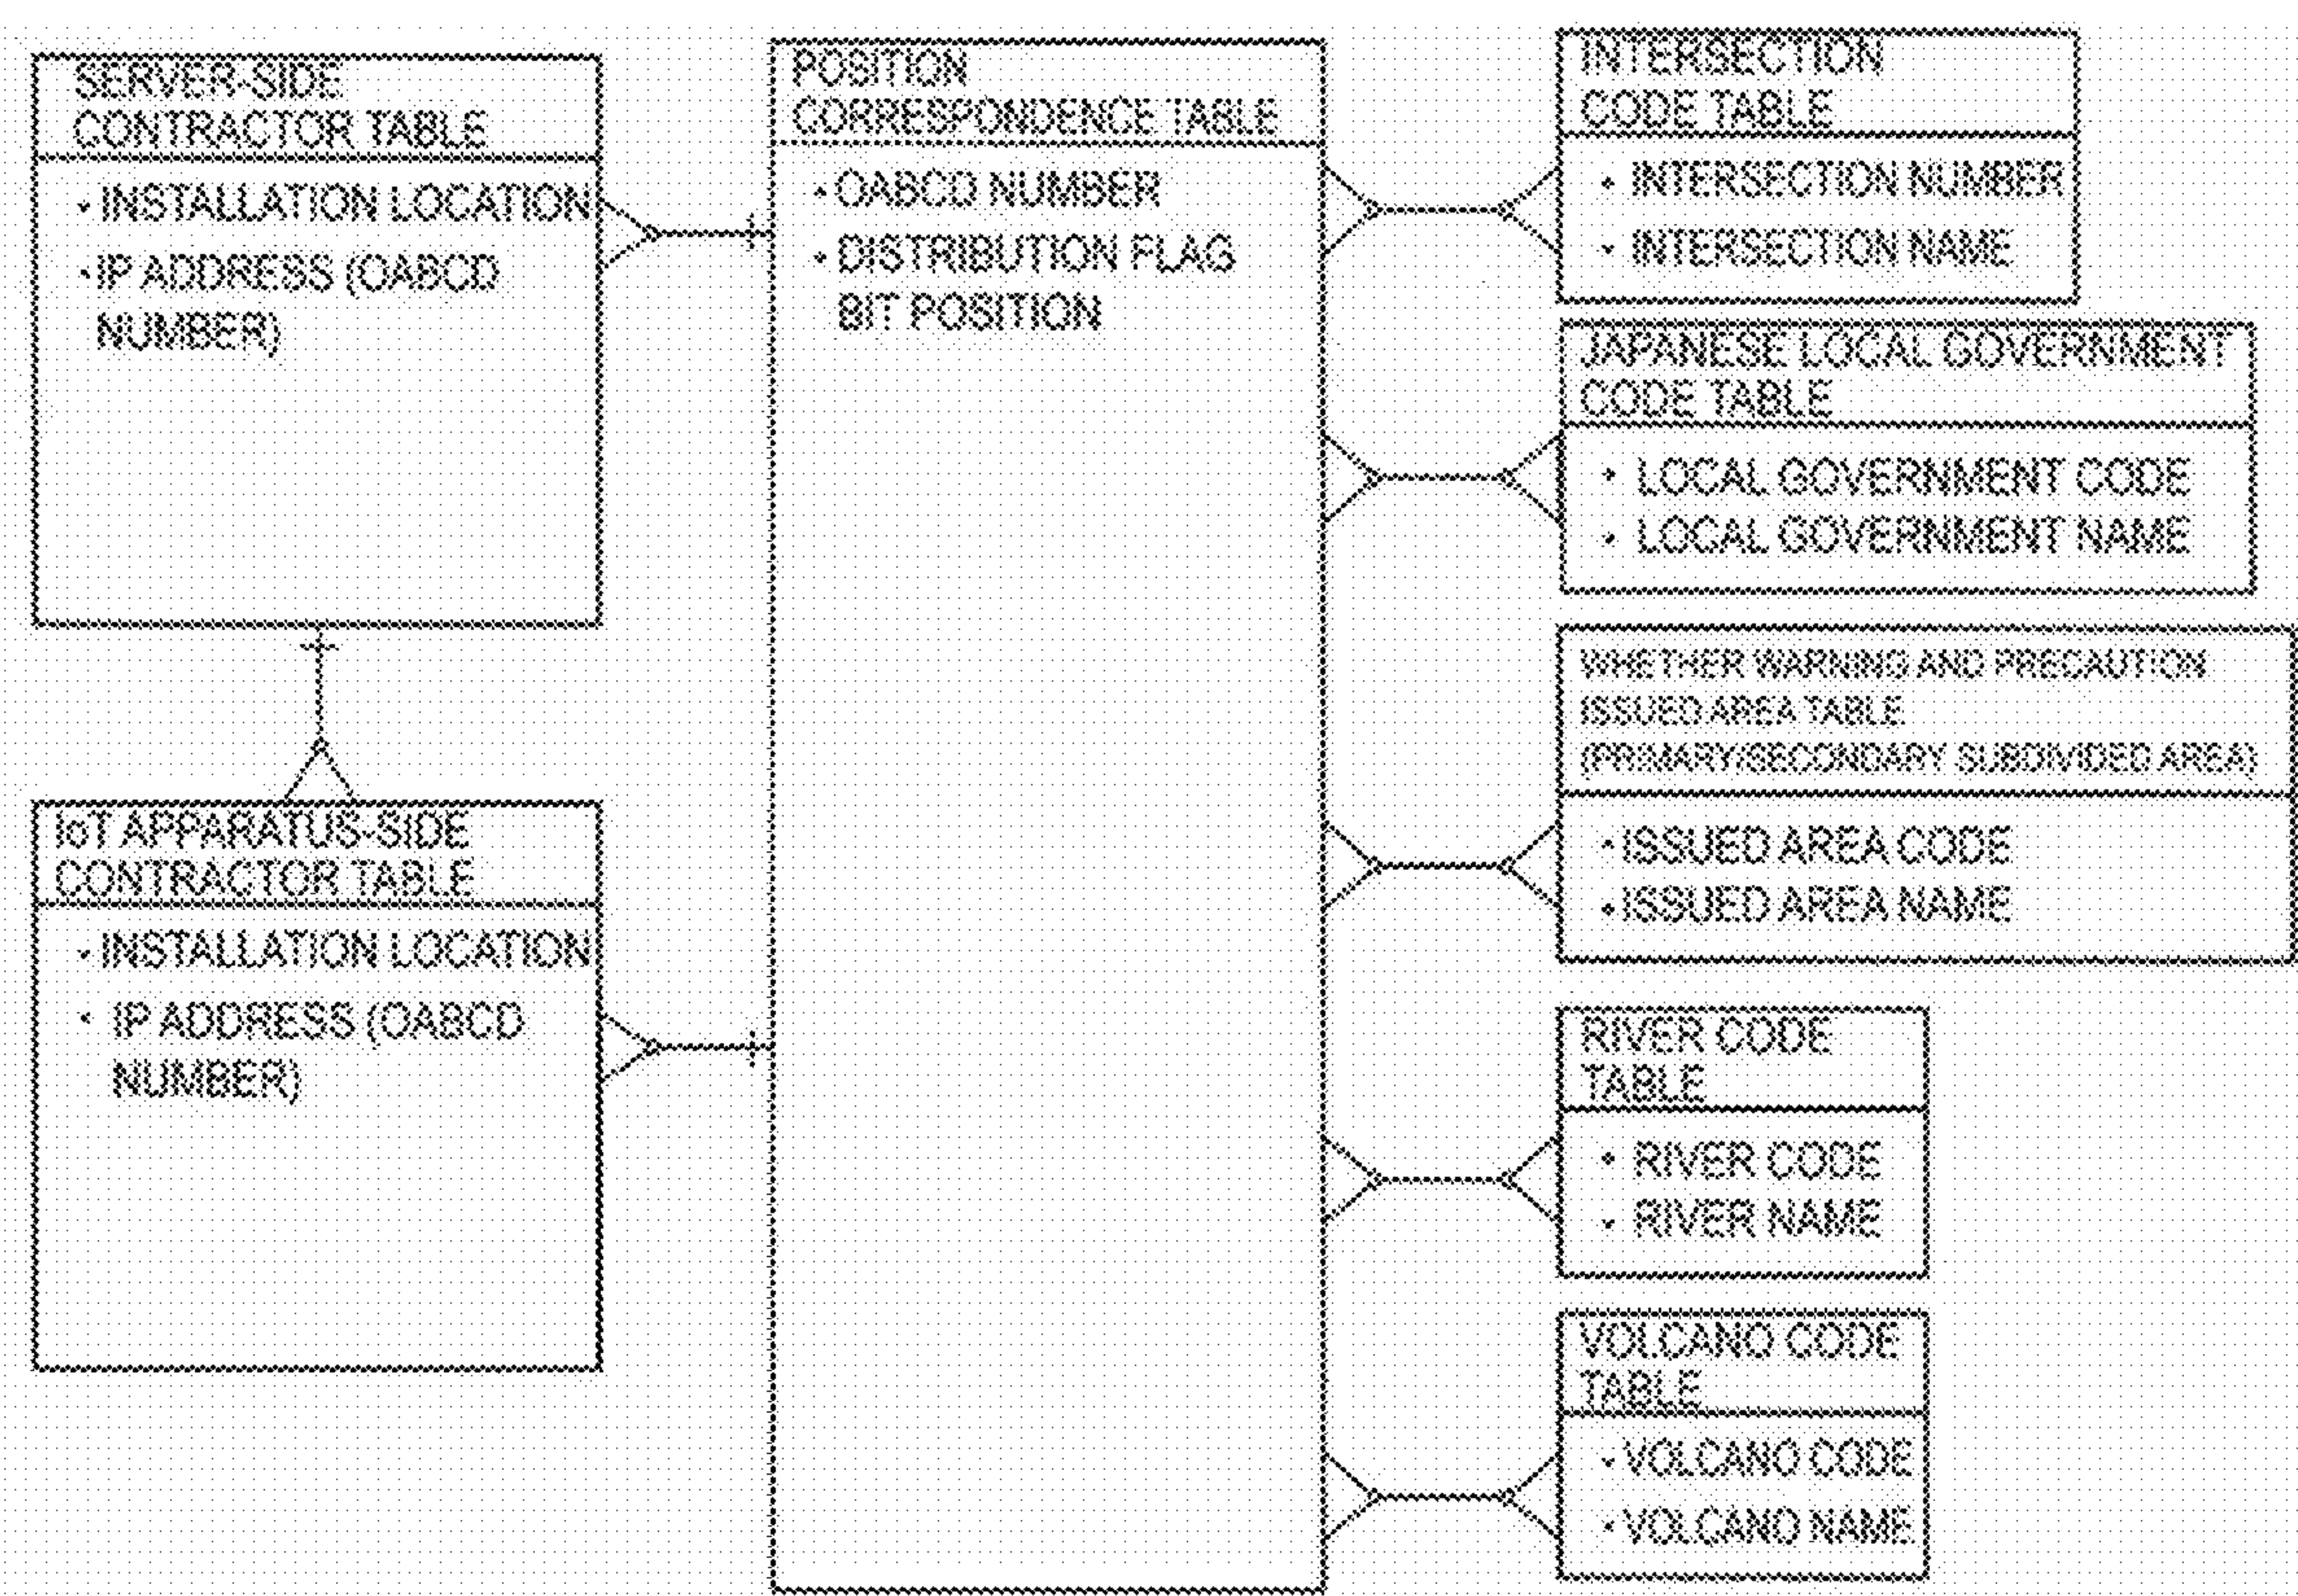 SERVER-SIDE
CONTRACTOR TABLE
・INSTALLATION LOCATION
・IP ADDRESS (OABCD
NUMBER)
IoT APPARATUS-SIDE
CONTRACTOR TABLE
・INSTALLATION LOCATION
・IP ADDRESS (OABCD
NUMBER)
POSITION
CORRESPONDENCE TABLE
・OABCD NUMBER
・DISTRIBUTION FLAG
BIT POSITION
INTERSECTION
CODE TABLE
・INTERSECTION NUMBER
・INTERSECTION NAME
JAPANESE LOCAL GOVERNMENT
CODE TABLE
・LOCAL GOVERNMENT CODE
・LOCAL GOVERNMENT NAME
WHETHER WARNING AND PRECAUTION
ISSUED AREA TABLE
(PRIMARY/SECONDARY SUBDIVIDED AREA)
・ISSUED AREA CODE
・ISSUED AREA NAME
RIVER CODE
TABLE
・RIVER CODE
・RIVER NAME
VOLCANO CODE
TABLE
・VOLCANO CODE
・VOLCANO NAME